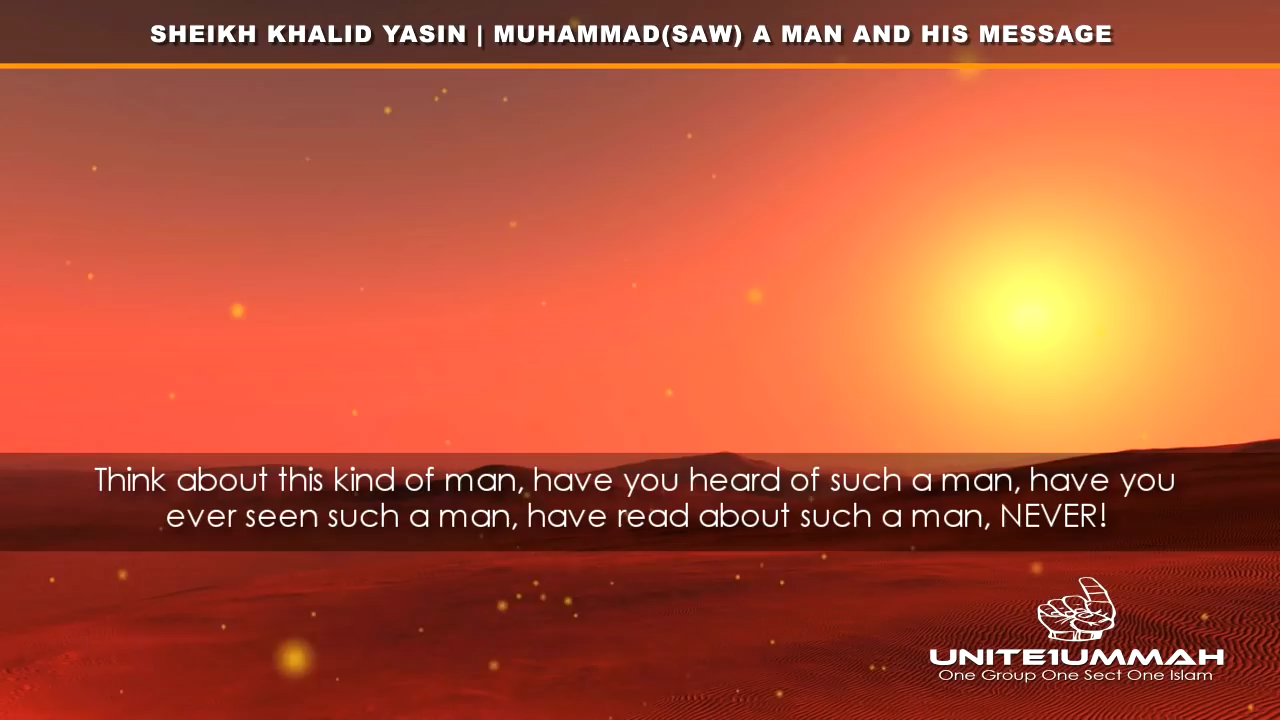 SHEIKH KHALID YASIN | MUHAMMAD(SAW) A MAN AND HIS MESSAGE
Think about this kind of man, have you heard of such a man, have you
ever seen such a man, have read about such a man, NEVER!
UNITE1UMMAH
One Group One Sect One Islam